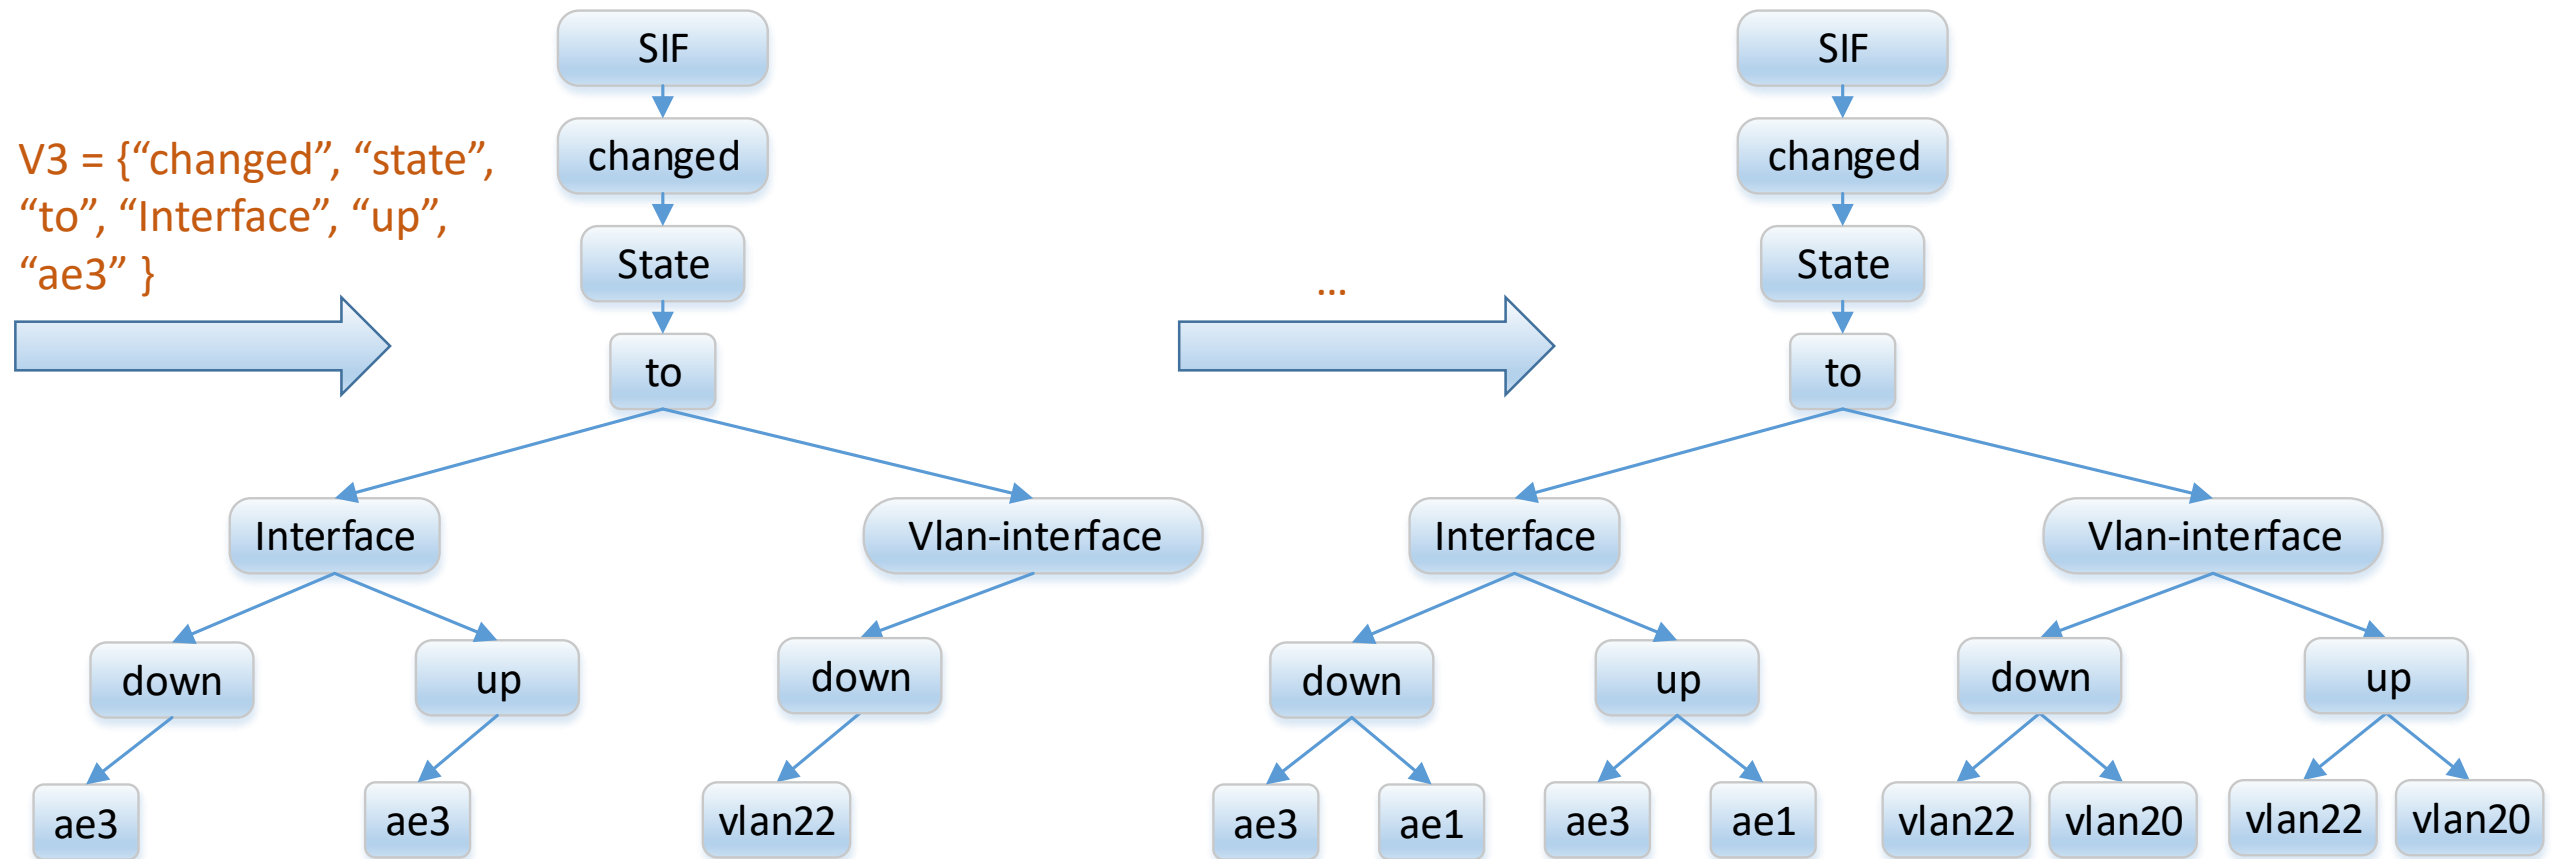 V3 = {“changed”, “state”,
“to”, “Interface”, “up”,
“ae3” }
SIF
changed
State
to
Interface
Vlan-interface
down
up
down
ae3
ae3
vlan22
...
SIF
changed
State
to
Interface
Vlan-interface
down
up
down
up
ae3
ae1
ae3
ae1
vlan22
vlan20
vlan22
vlan20